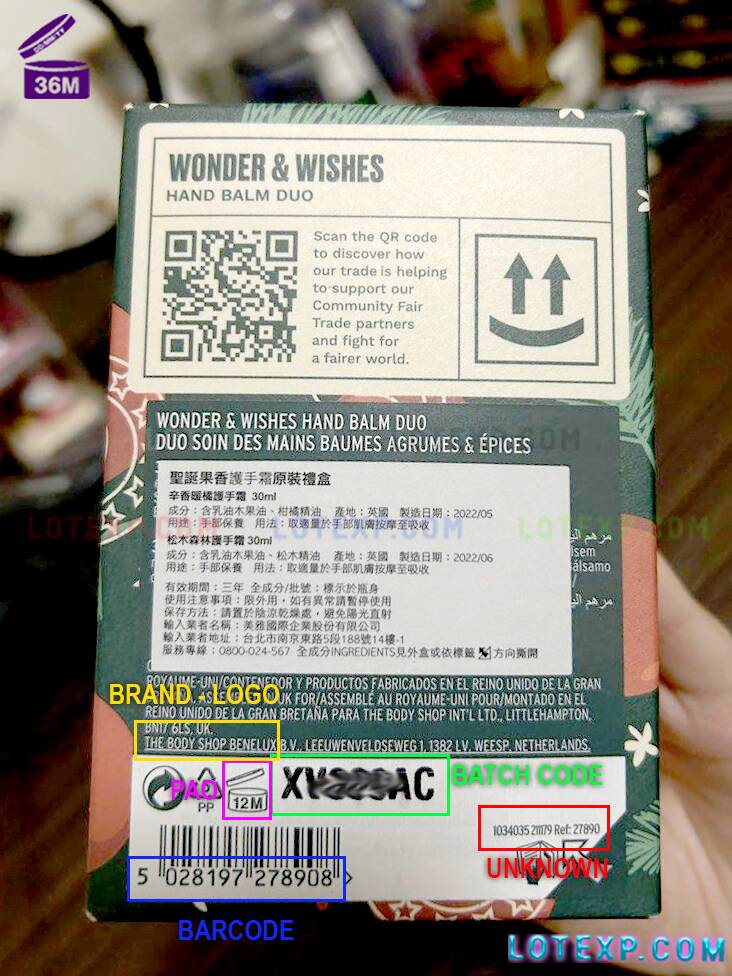 36M
WONDER & WISHES
HAND BALM DUO
Scan the QR code
to discover how
our trade is helping
to support our
Community Fair
Trade partners
and fight for
a fairer world.
WONDER & WISHES HAND BALM DUO
DUO SOIN DES MAINS BAUMES AGRUMES & ÉPICES
LOTEXP.COM
聖誕果香護手霜原裝禮盒
辛香暖橘護手霜 30ml
成分：含乳油木果油、柑橘精油 產地：英國 製造日期：2022/05
用途：手部保養 用法：取適量於手部肌膚按摩至吸收
松木森林護手霜 30ml
成分：含乳油木果油、松木精油 產地：英國 製造日期：2022/06
用途：手部保養 用法：取適量於手部肌膚按摩至吸收
有效期間：三年 全成分/批號：標示於瓶身
使用注意事項：限外用，如有異常請暫停使用
保存方法：請置於陰涼乾燥處，避免陽光直射
輸入業者名稱：美雅國際企業股份有限公司
輸入業者地址：台北市南京東路5段188號14樓-1
服務專線：0800-024-567 全成分INGREDIENTS見外盒或依標籤 方向撕開
مرهم
lsem
Bálsamo
مرهم
ROYAUME-UNI/CONTENEDOR Y PRODUCTOS FABRICADOS EN EL REINO UNIDO DE LA GRAN
UK FOR/ASSEMBLÉ AU ROYAUME-UNI POUR/MONTADO EN EL
REINO UNIDO DE LA GRAN BRETAÑA PARA THE BODY SHOP INT'L LTD., LITTLEHAMPTON,
BN17 6LS, UK.
THE BODY SHOP BENELUX B.V., LEEUWENVELDSEWEG 1, 1382 LV. WEESP, NETHERLANDS.
BRAND - LOGO
PAO
PP
12M
AC
BATCH CODE
1034035 211179 Ref: 27890
UNKNOWN
5 028197 278908
BARCODE
LOTEXP.COM